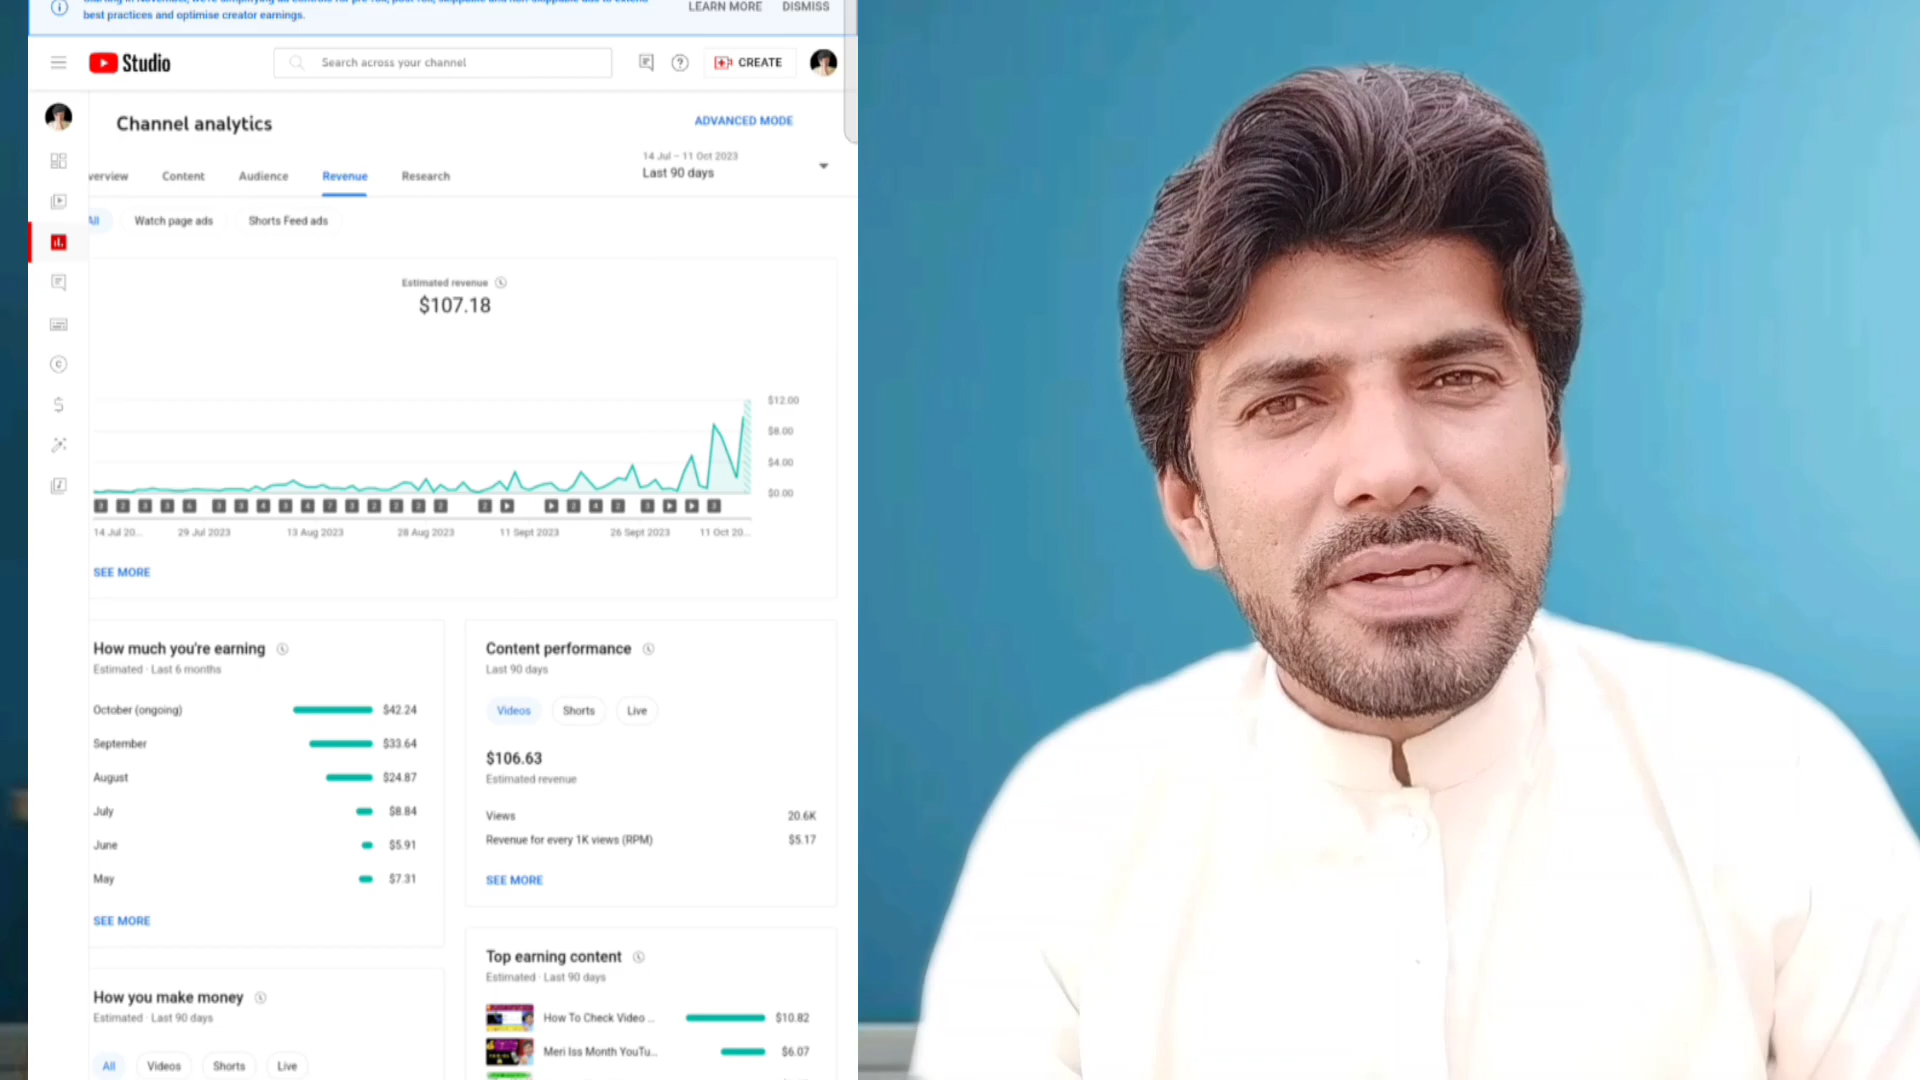 best practices and optimise creator earnings.
LEARN MORE DISMISS
Studio
Search across your channel
CREATE
Channel analytics
ADVANCED MODE
14 Jul – 11 Oct 2023
Last 90 days
verview Content Audience Revenue Research
All Watch page ads Shorts Feed ads
Estimated revenue
$107.18
$12.00
$8.00
$4.00
$0.00
14 Jul 20... 29 Jul 2023 13 Aug 2023 28 Aug 2023 11 Sept 2023 26 Sept 2023 11 Oct 20...
SEE MORE
How much you're earning
Estimated · Last 6 months
October (ongoing) $42.24
September $33.64
August $24.87
July $8.84
June $5.91
May $7.31
SEE MORE
Content performance
Last 90 days
Videos Shorts Live
$106.63
Estimated revenue
Views 20.6K
Revenue for every 1K views (RPM) $5.17
SEE MORE
How you make money
Estimated · Last 90 days
All Videos Shorts Live
Top earning content
Estimated · Last 90 days
How To Check Video ... $10.82
Meri Iss Month YouTu... $6.07